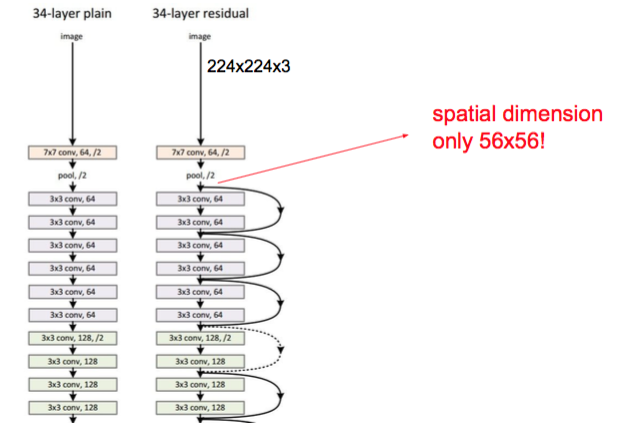 34-layer plain
34-layer residual
image
image
224x224x3
spatial dimension
only 56x56!
7x7 conv, 64, /2
7x7 conv, 64, /2
pool, /2
pool, /2
3x3 conv, 64
3x3 conv, 64
3x3 conv, 64
3x3 conv, 64
3x3 conv, 64
3x3 conv, 64
3x3 conv, 64
3x3 conv, 64
3x3 conv, 64
3x3 conv, 64
3x3 conv, 64
3x3 conv, 64
3x3 conv, 128, /2
3x3 conv, 128, /2
3x3 conv, 128
3x3 conv, 128
3x3 conv, 128
3x3 conv, 128
3x3 conv, 128
3x3 conv, 128